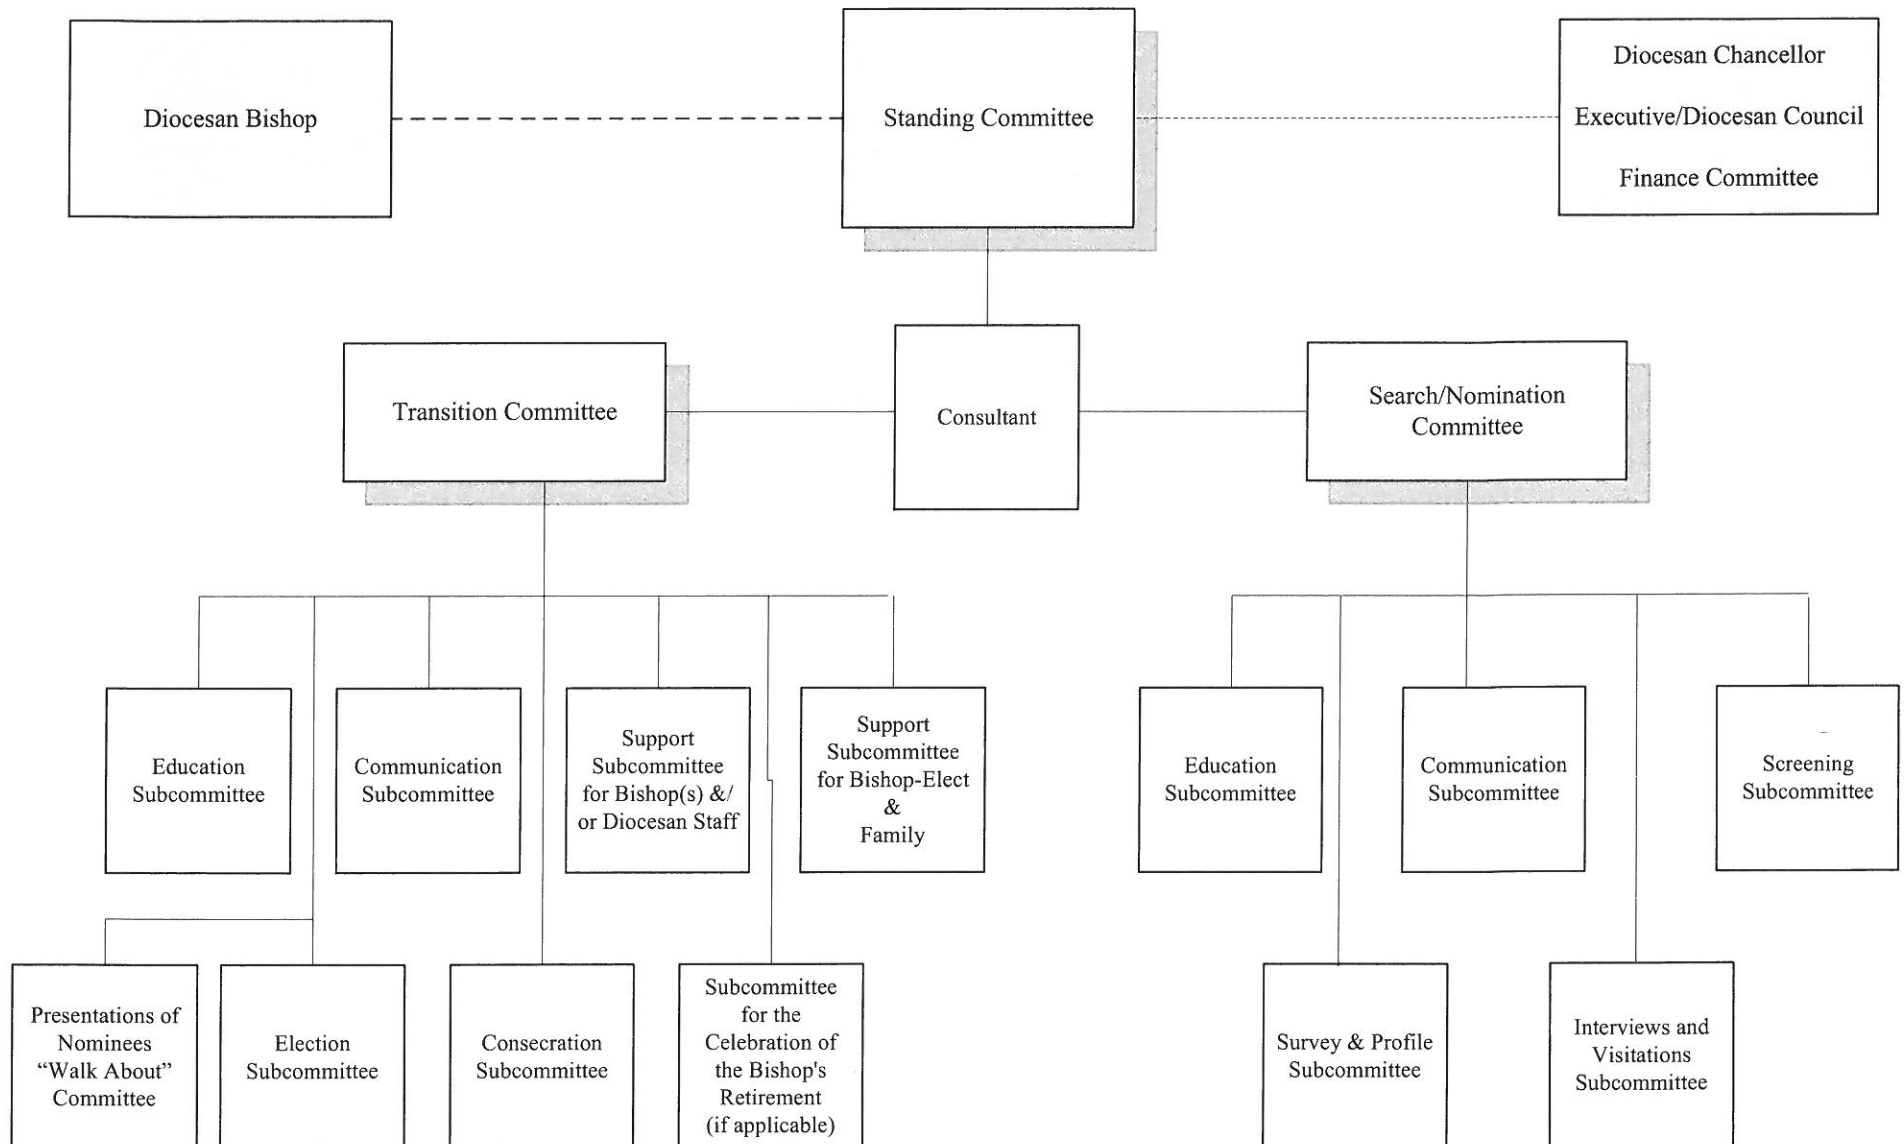 Diocesan Bishop
Standing Committee
Diocesan Chancellor
Executive/Diocesan Council
Finance Committee
Transition Committee
Consultant
Search/Nomination
Committee
Education
Subcommittee
Communication
Subcommittee
Support
Subcommittee
for Bishop(s) &/
or Diocesan Staff
Support
Subcommittee
for Bishop-Elect
&
Family
Education
Subcommittee
Communication
Subcommittee
Screening
Subcommittee
Presentations of
Nominees
“Walk About”
Committee
Election
Subcommittee
Consecration
Subcommittee
Subcommittee
for the
Celebration of
the Bishop's
Retirement
(if applicable)
Survey & Profile
Subcommittee
Interviews and
Visitations
Subcommittee